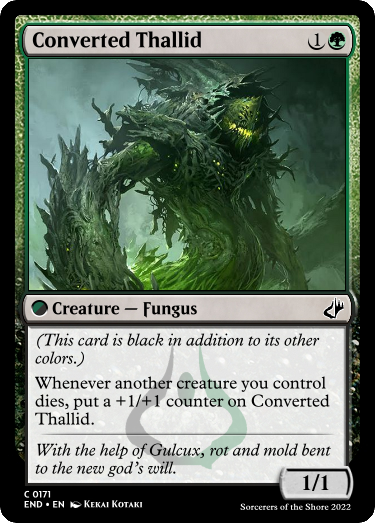 Converted Thallid 1
Creature — Fungus
(This card is black in addition to its other
colors.)
Whenever another creature you control
dies, put a +1/+1 counter on Converted
Thallid.
With the help of Gulcux, rot and mold bent
to the new god's will.
1/1
C 0171
END • EN Kekai Kotaki
Sorcerers of the Shore 2022